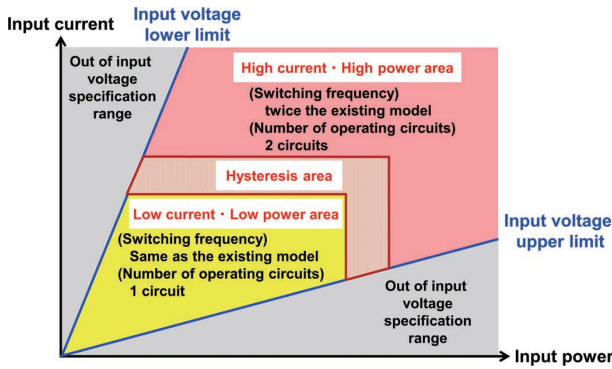 Input current
Input voltage
lower limit
Out of input
voltage
specification
range
High current・High power area
(Switching frequency)
twice the existing model
(Number of operating circuits)
2 circuits
Hysteresis area
Low current・Low power area
(Switching frequency)
Same as the existing model
(Number of operating circuits)
1 circuit
Input voltage
upper limit
Out of input
voltage
specification
range
Input power